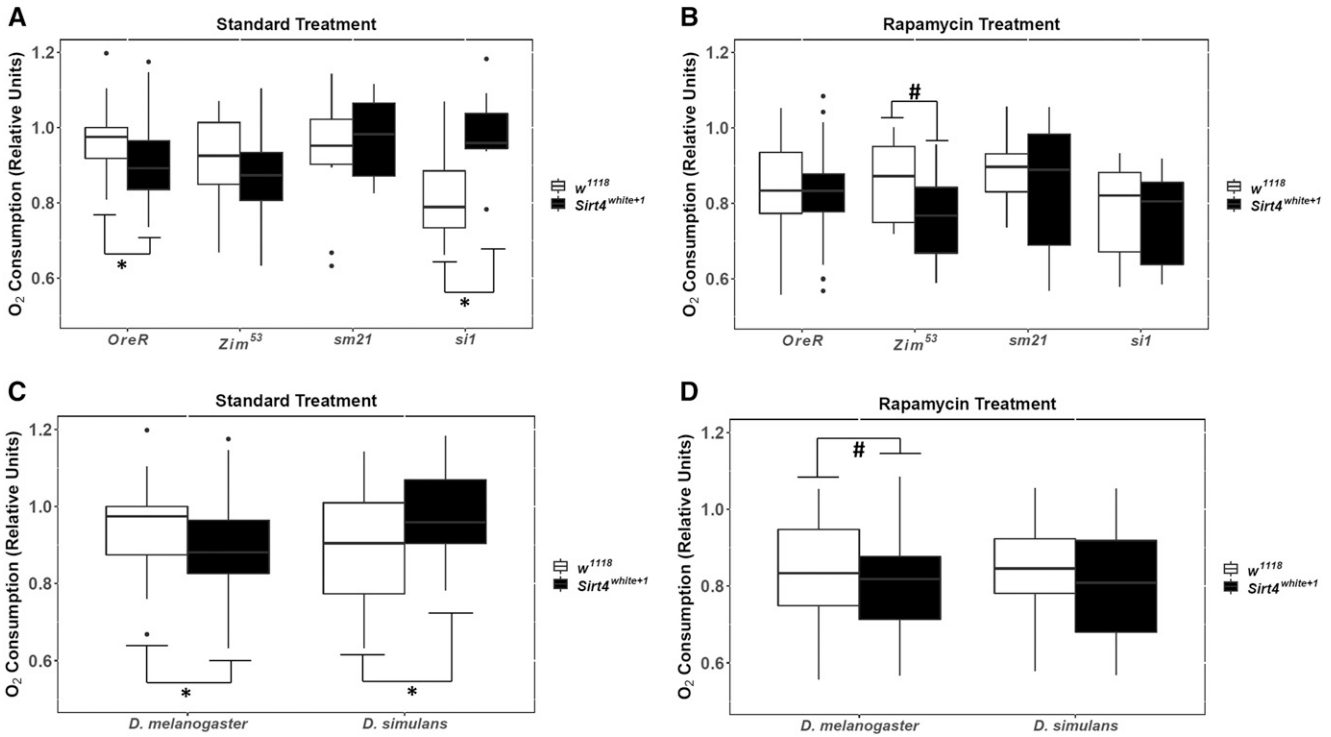 A
Standard Treatment
O₂ Consumption (Relative Units)
1.2
1.0
0.8
0.6
*
*
OreR
Zim⁵³
sm21
si1
w¹¹¹⁸
Sirt4ʷʰⁱᵗᵉ⁺¹
B
Rapamycin Treatment
O₂ Consumption (Relative Units)
1.2
1.0
0.8
0.6
#
OreR
Zim⁵³
sm21
si1
w¹¹¹⁸
Sirt4ʷʰⁱᵗᵉ⁺¹
C
Standard Treatment
O₂ Consumption (Relative Units)
1.2
1.0
0.8
0.6
*
*
D. melanogaster
D. simulans
w¹¹¹⁸
Sirt4ʷʰⁱᵗᵉ⁺¹
D
Rapamycin Treatment
O₂ Consumption (Relative Units)
1.2
1.0
0.8
0.6
#
D. melanogaster
D. simulans
w¹¹¹⁸
Sirt4ʷʰⁱᵗᵉ⁺¹